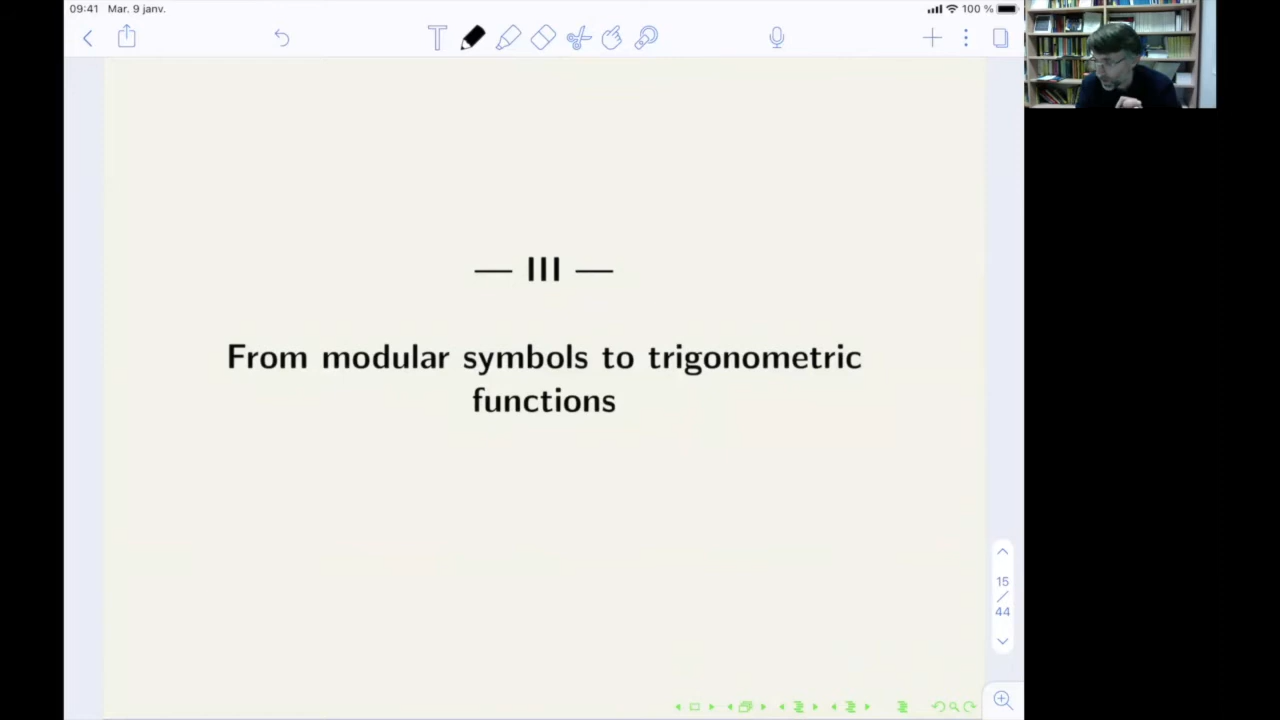 09:41 Mar. 9 janv.
100 %
— III —
From modular symbols to trigonometric
functions
15
/
44